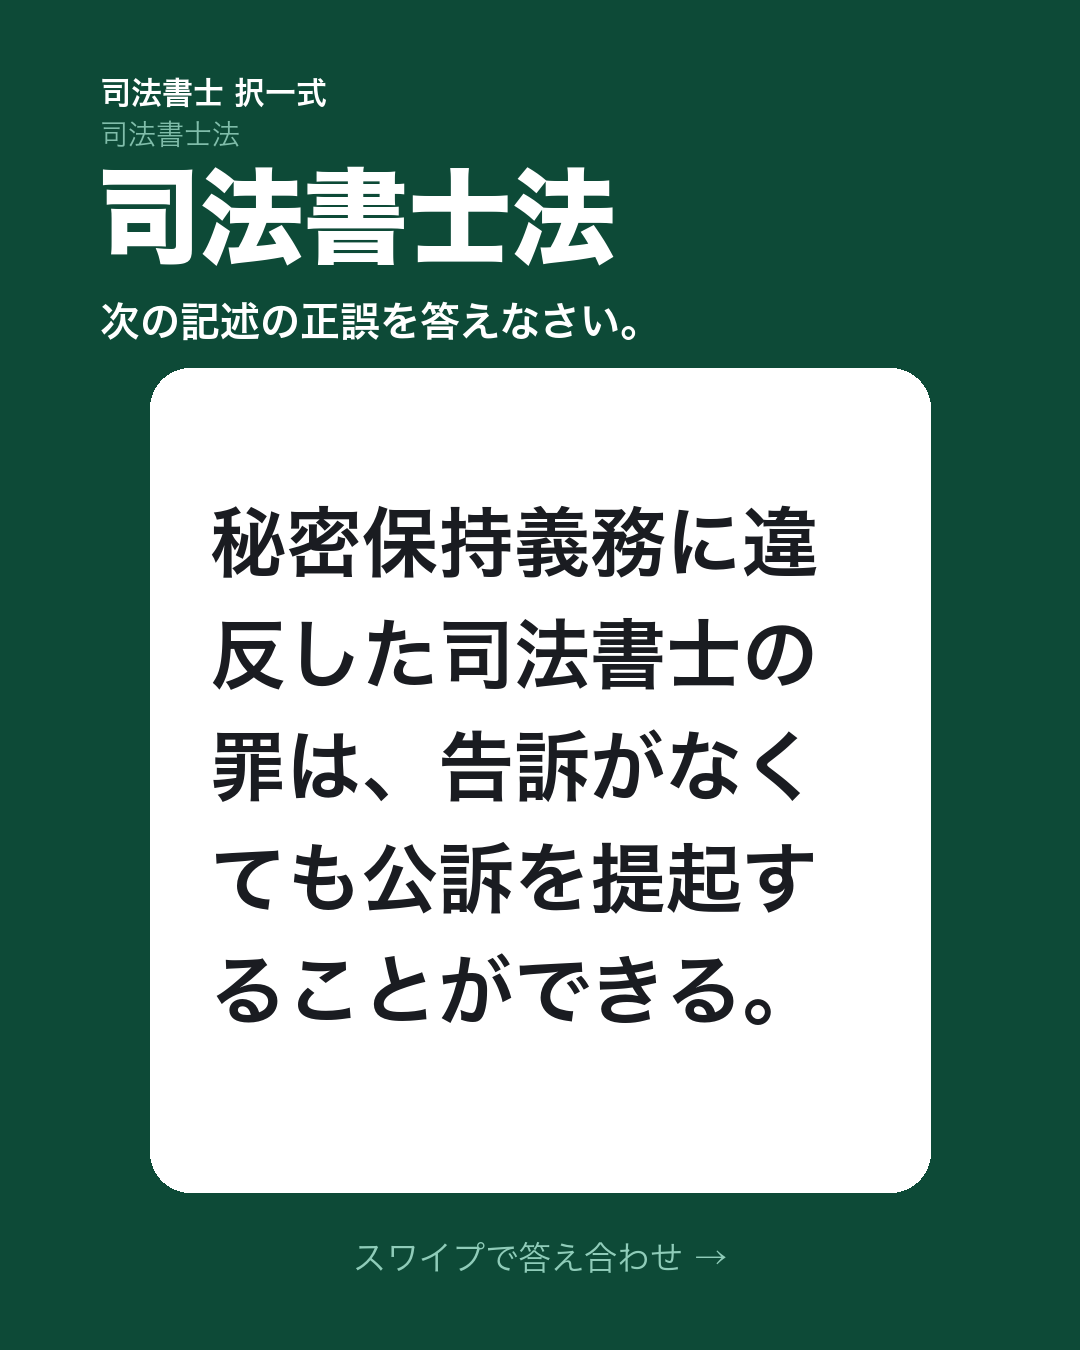 司法書士 択一式
司法書士法
司法書士法
次の記述の正誤を答えなさい。
秘密保持義務に違
反した司法書士の
罪は、告訴がなく
ても公訴を提起す
ることができる。
スワイプで答え合わせ →